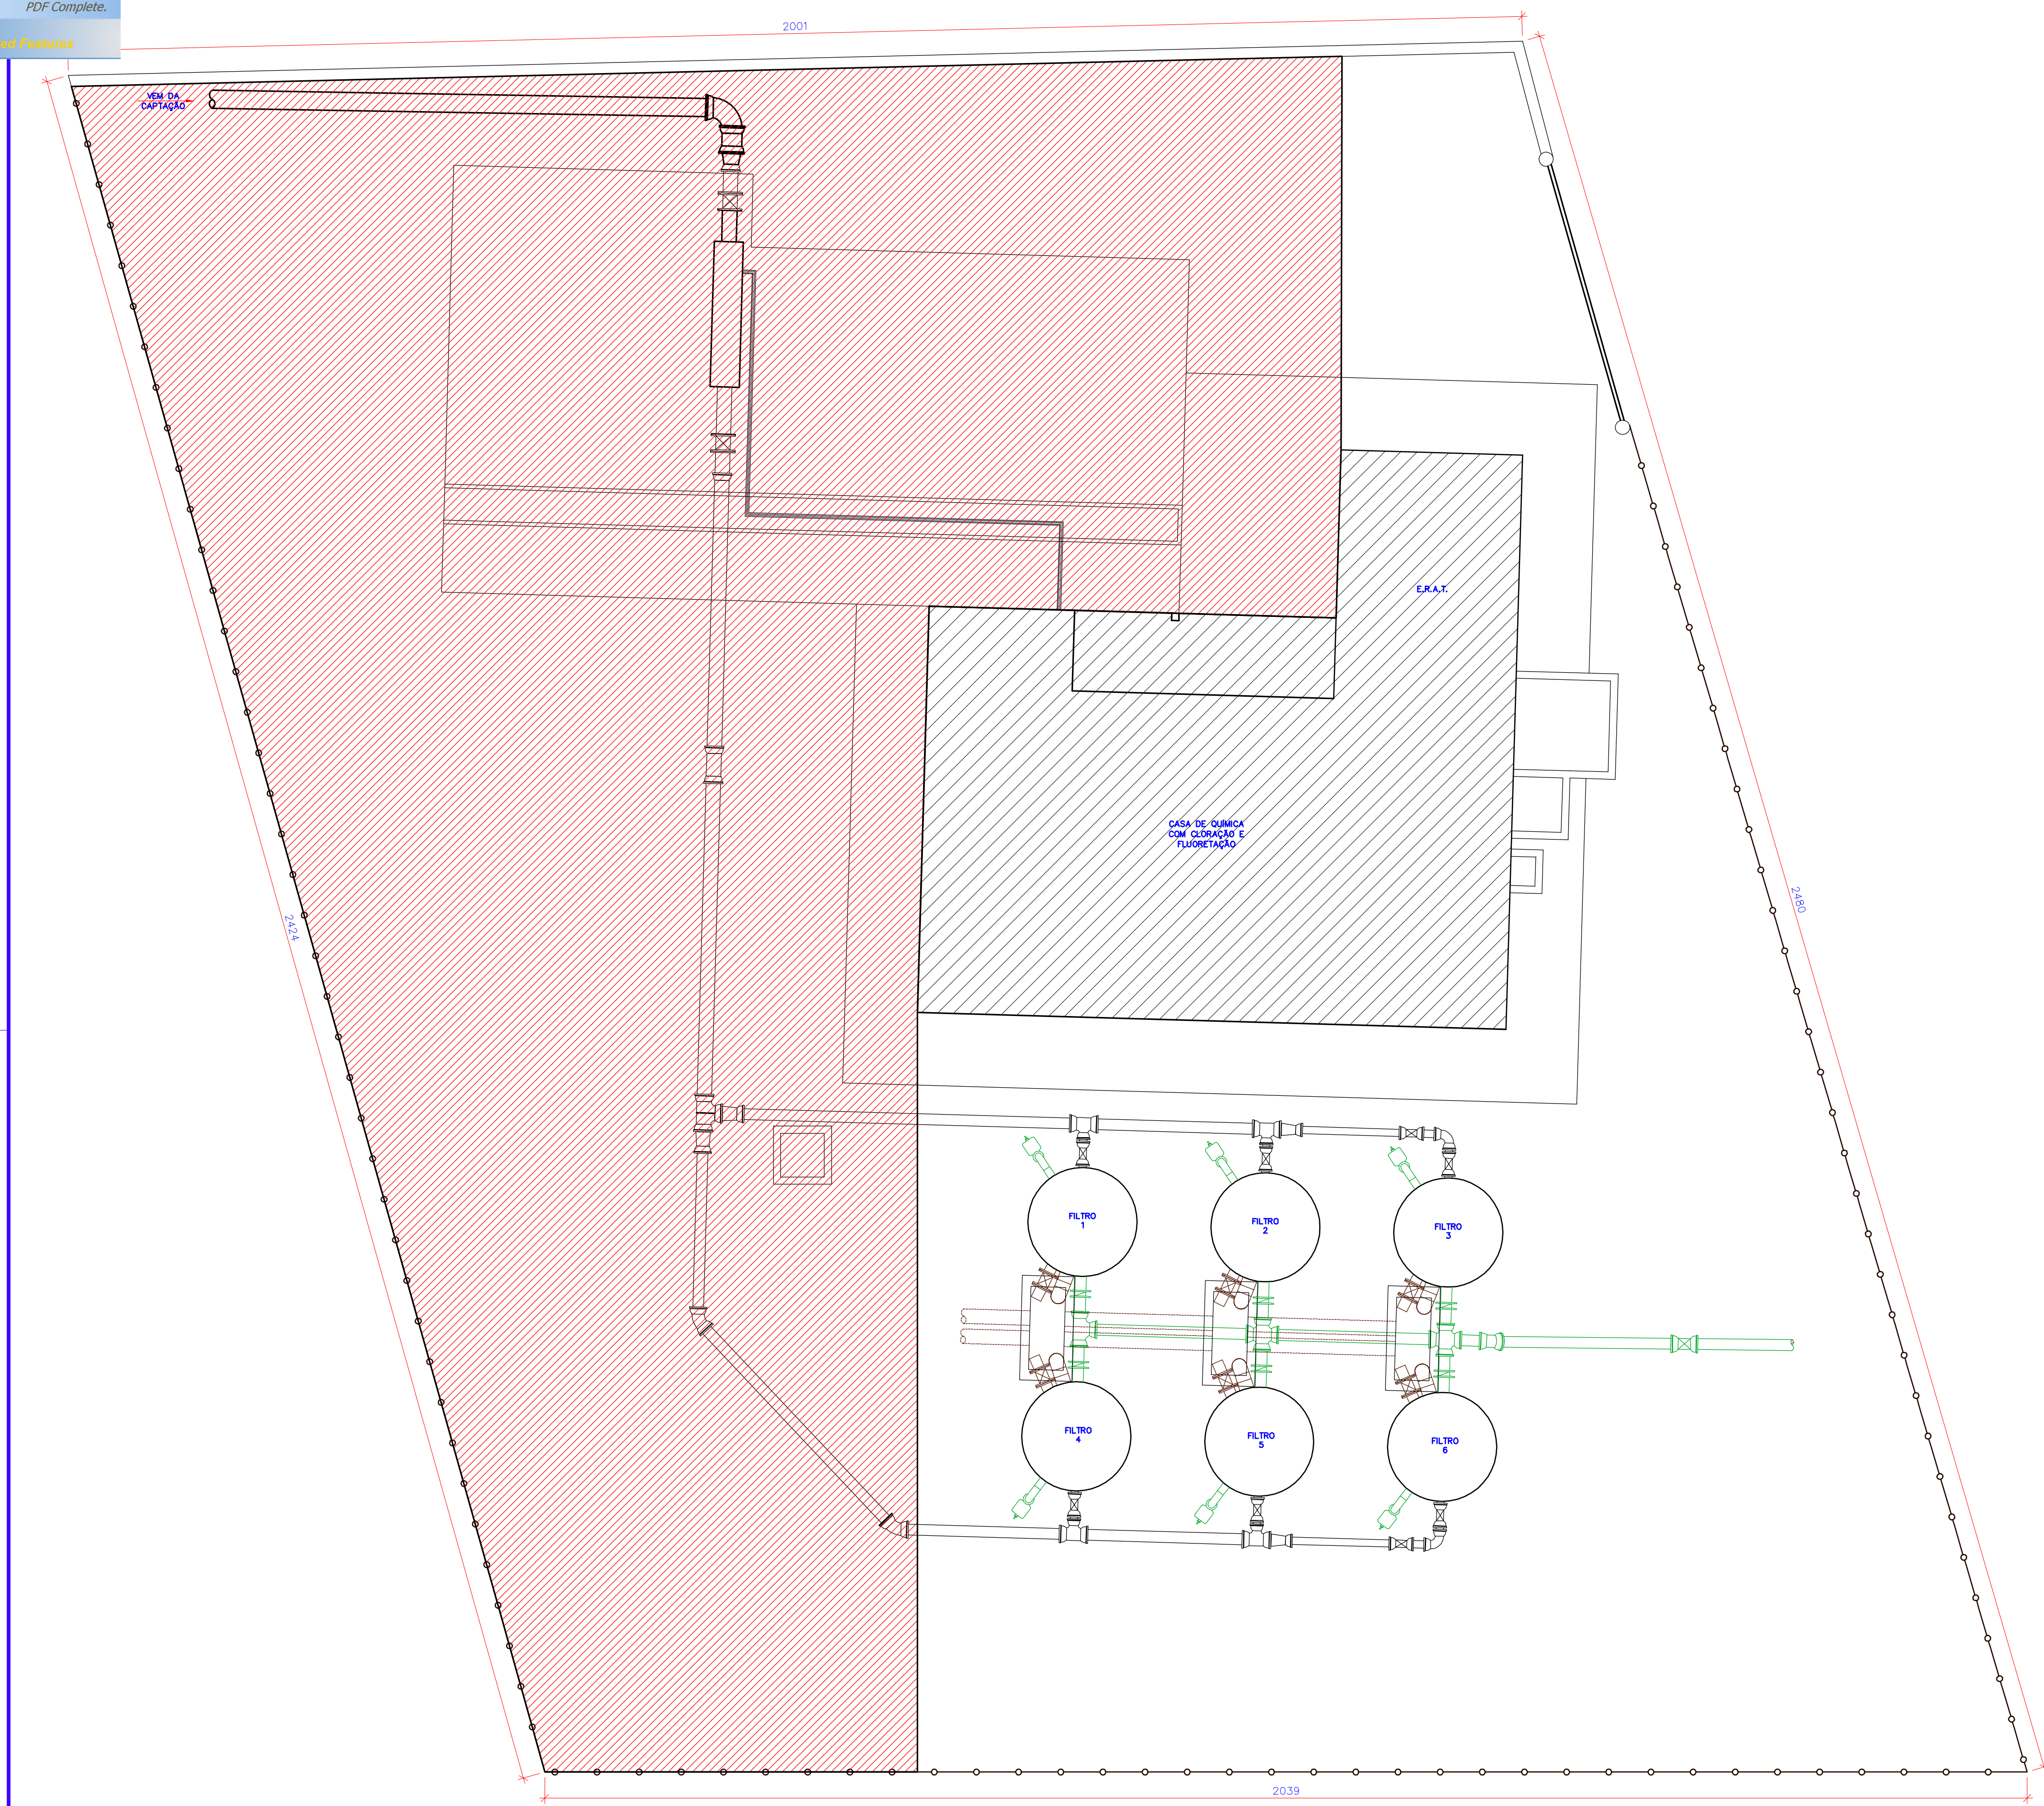 PDF Complete.
ed Features
2001
VEM DA
CAPTAÇÃO
E.R.A.T.
CASA DE QUÍMICA
COM CLORAÇÃO E
FLUORETAÇÃO
2424
2480
FILTRO
1
FILTRO
2
FILTRO
3
FILTRO
4
FILTRO
5
FILTRO
6
2039